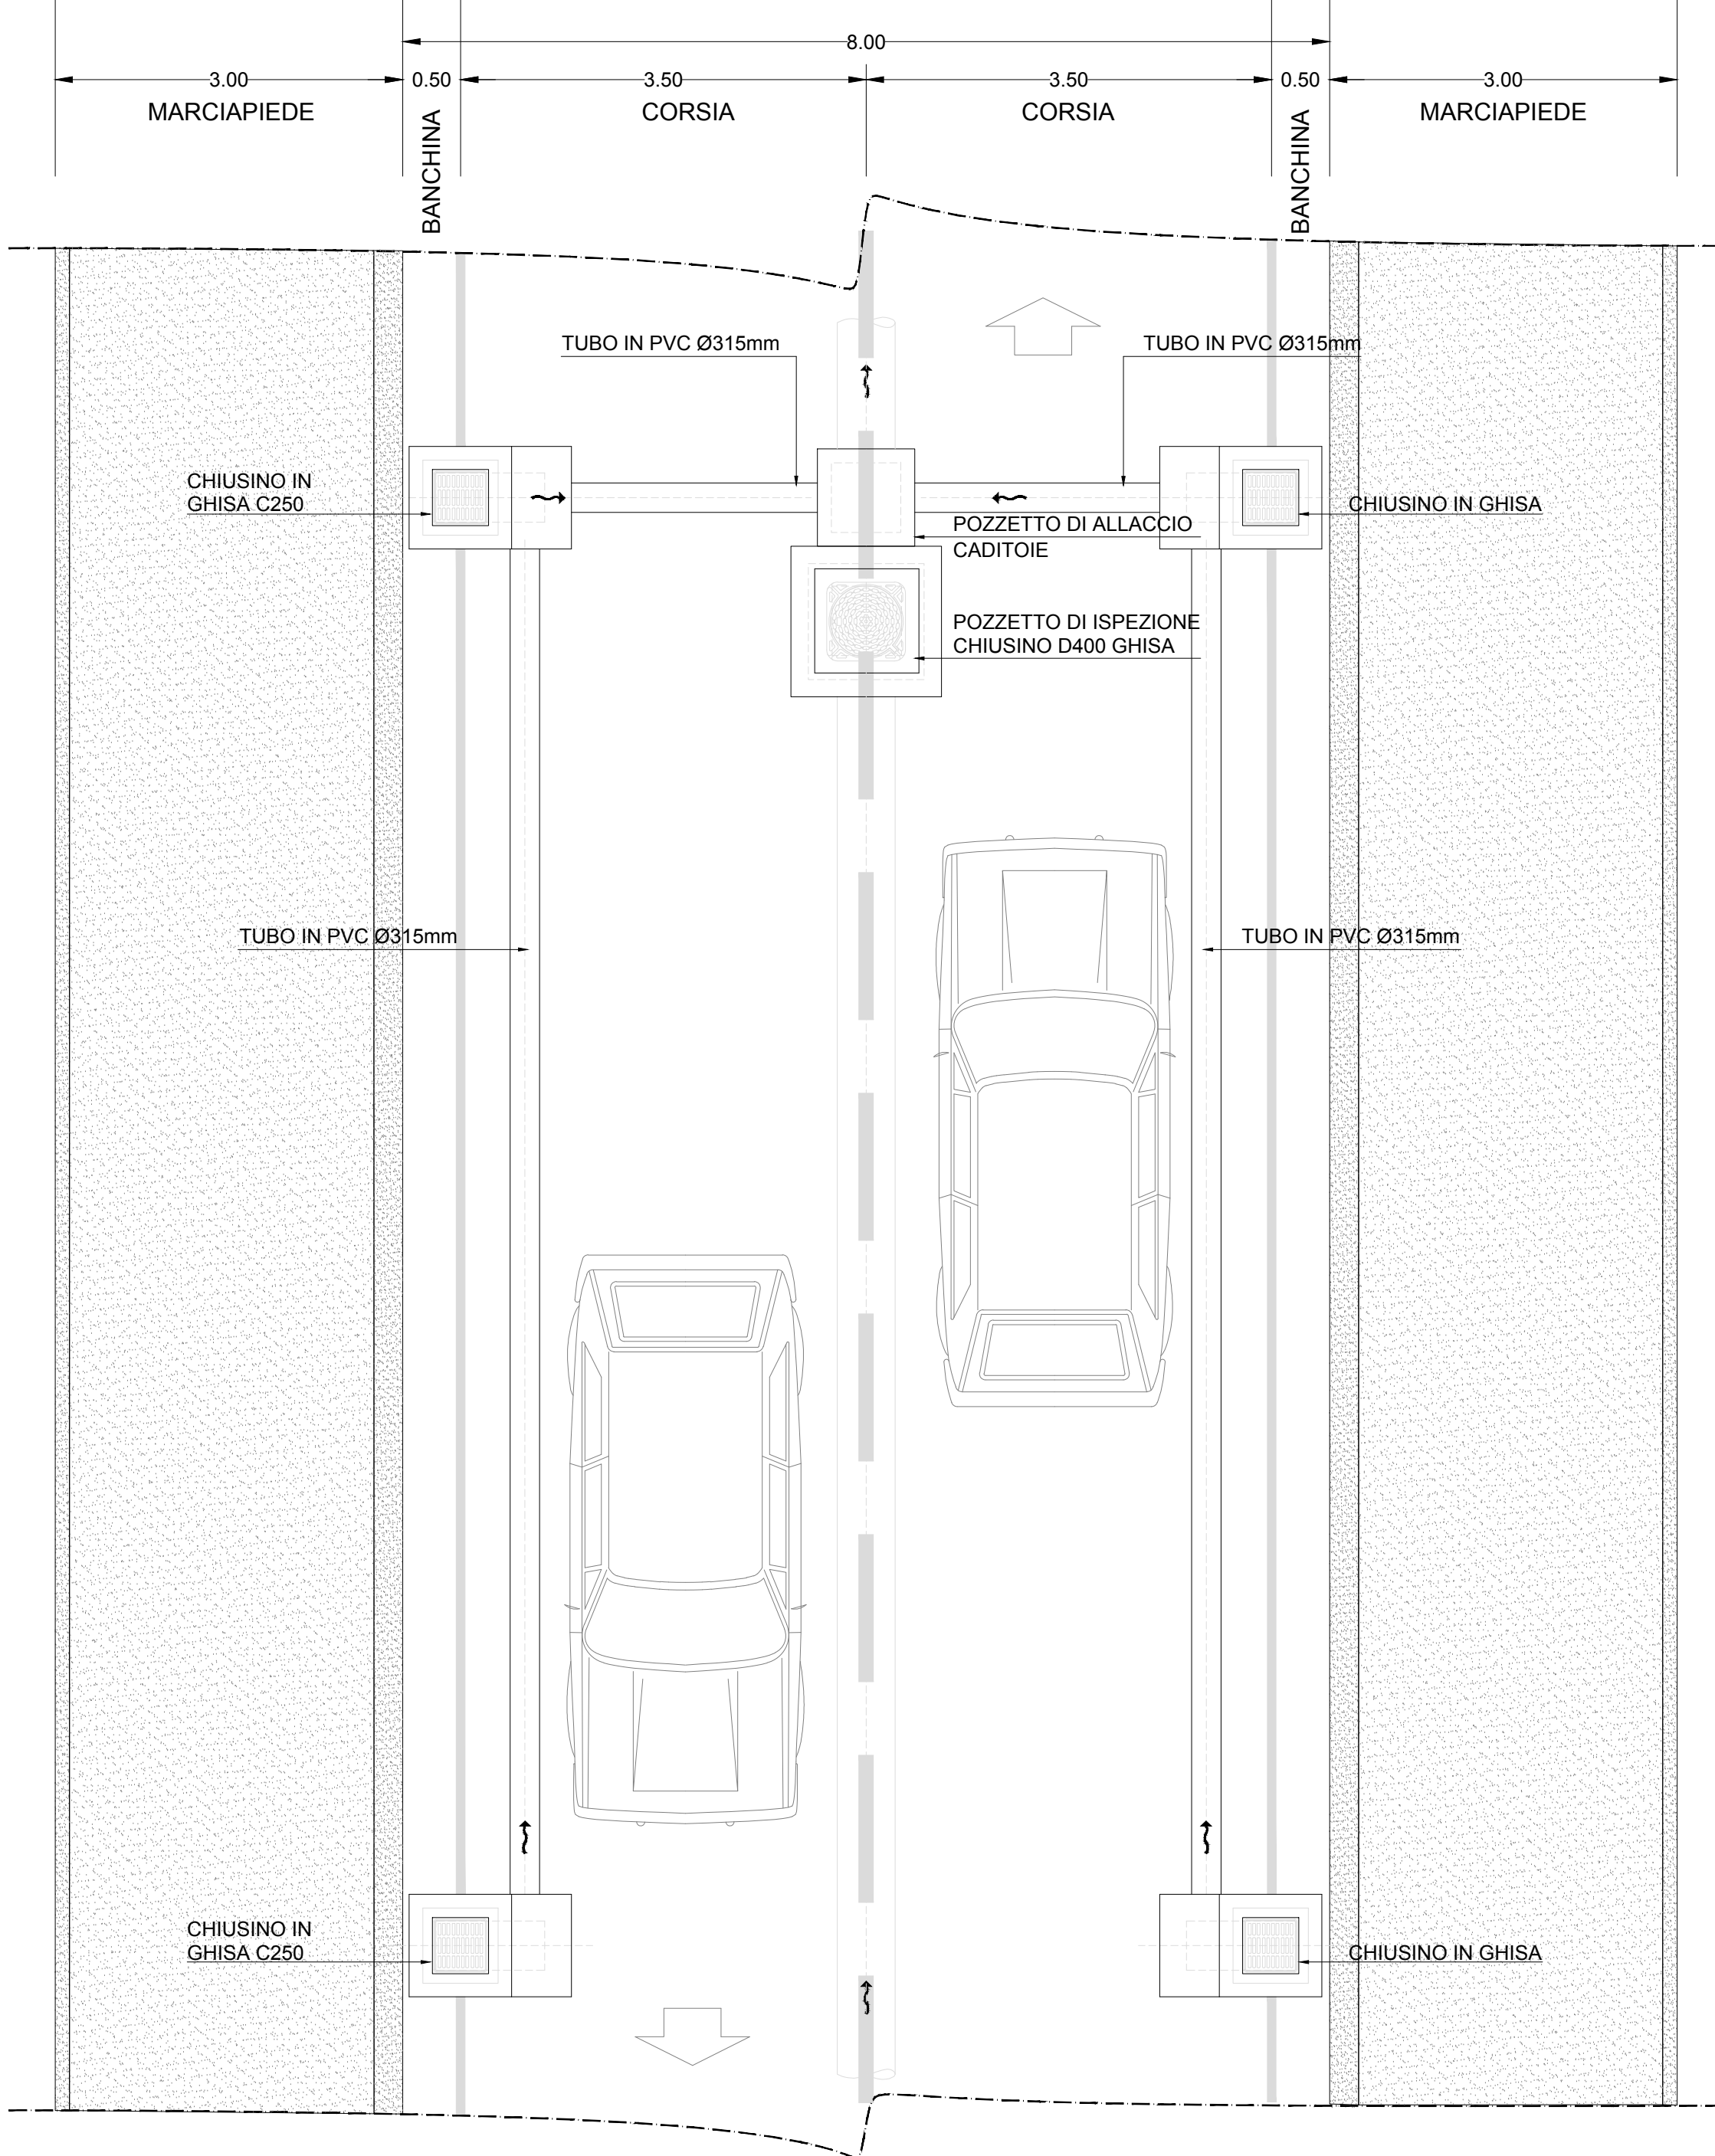 8.00
3.00
0.50
3.50
3.50
0.50
3.00
MARCIAPIEDE
CORSIA
CORSIA
MARCIAPIEDE
BANCHINA
BANCHINA
TUBO IN PVC Ø315mm
TUBO IN PVC Ø315mm
CHIUSINO IN
GHISA C250
CHIUSINO IN GHISA
POZZETTO DI ALLACCIO
CADITOIE
POZZETTO DI ISPEZIONE
CHIUSINO D400 GHISA
TUBO IN PVC Ø315mm
TUBO IN PVC Ø315mm
CHIUSINO IN
GHISA C250
CHIUSINO IN GHISA